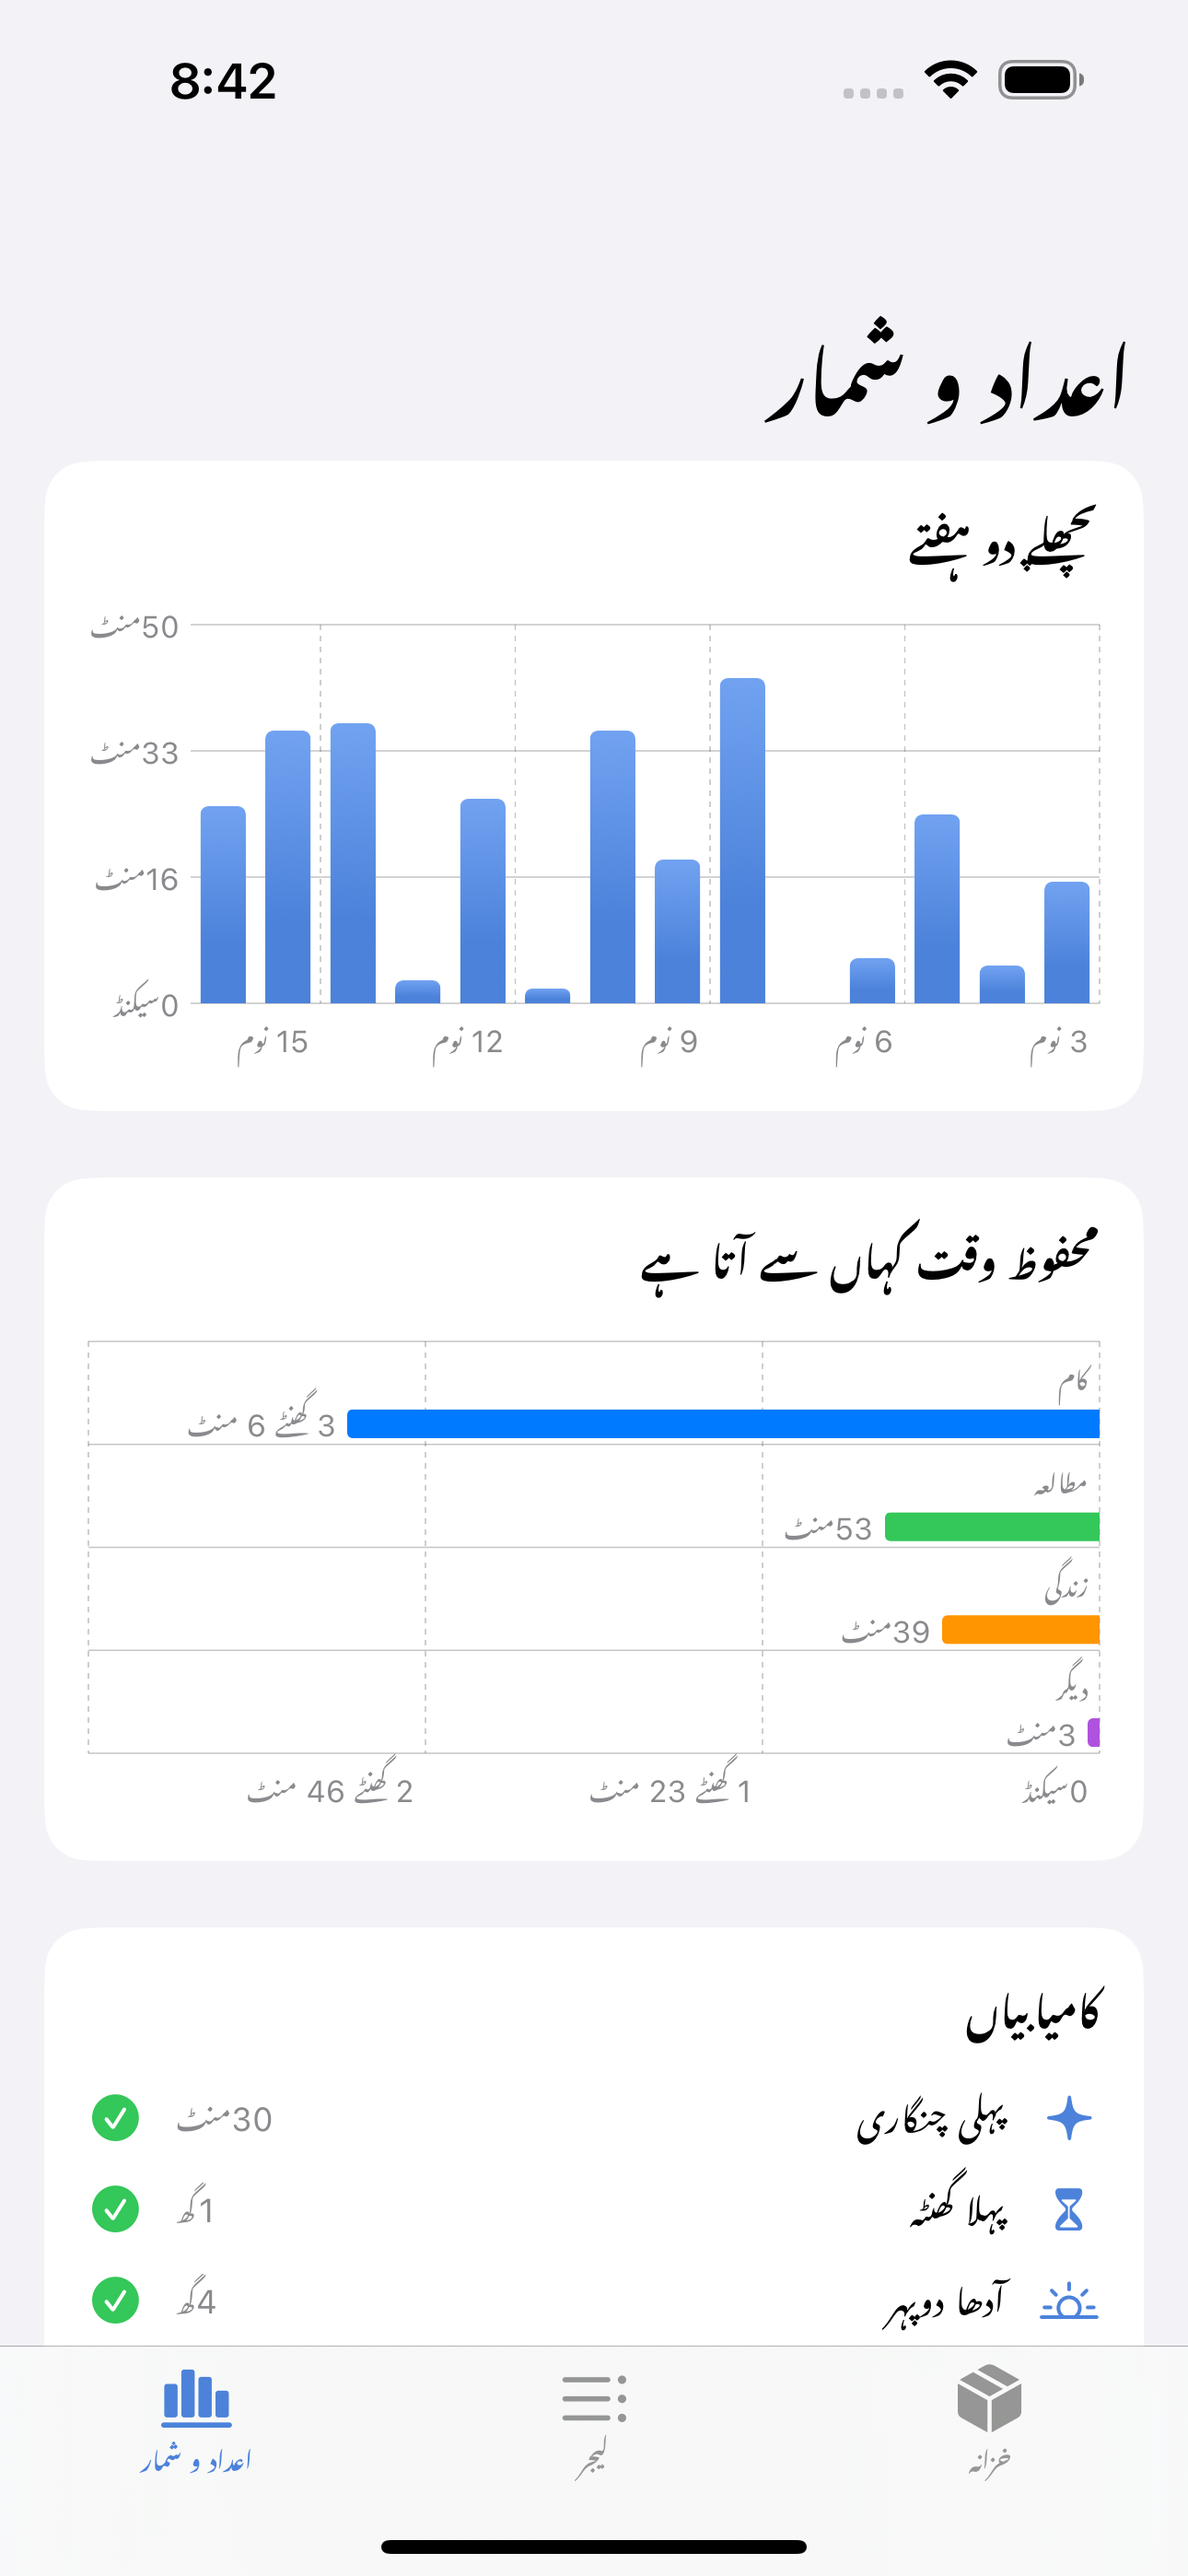 8:42
اعداد و شمار
پچھلے دو ہفتے
50منٹ
33منٹ
16منٹ
0سیکنڈ
3 نوم
6 نوم
9 نوم
12 نوم
15 نوم
محفوظ وقت کہاں سے آتا ہے
کام
3 گھنٹے 6 منٹ
مطالعہ
53منٹ
زندگی
39منٹ
دیگر
3منٹ
0سیکنڈ
1 گھنٹے 23 منٹ
2 گھنٹے 46 منٹ
کامیابیاں
پہلی چنگاری
30منٹ
پہلا گھنٹہ
1گھ
آدھا دوپہر
4گھ
خزانہ
لیجر
اعداد و شمار